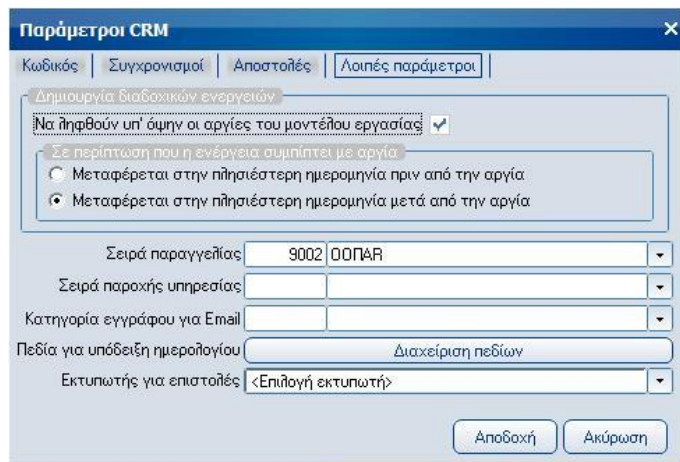 Παράμετροι CRM
Κωδικός | Συγχρονισμοί | Αποστολές | Λοιπές παράμετροι
Δημιουργία διαδοχικών ενεργειών
Να ληφθούν υπ' όψην οι αργίες του μοντέλου εργασίας
Σε περίπτωση που η ενέργεια συμπίπτει με αργία
Μεταφέρεται στην πλησιέστερη ημερομηνία πριν από την αργία
Μεταφέρεται στην πλησιέστερη ημερομηνία μετά από την αργία
Σειρά παραγγελίας 9002 ΟΟΠΑR
Σειρά παροχής υπηρεσίας
Κατηγορία εγγράφου για Email
Πεδία για υπόδειξη ημερολογίου Διαχείριση πεδίων
Εκτυπωτής για επιστολές <Επιλογή εκτυπωτή>
Αποδοχή Ακύρωση